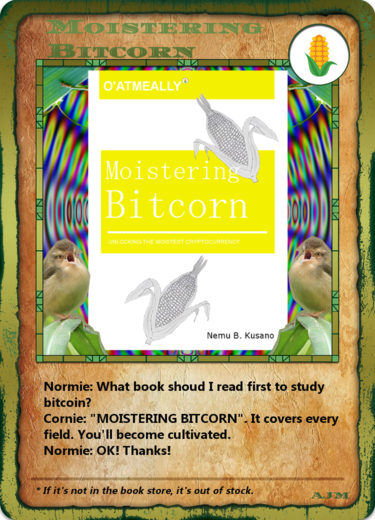 MOISTERING
BITCORN
O'ATMEALLY
Moistering
Bitcorn
UNLOCKING THE MOISTEST CRYPTOCURRENCY
Nemu B. Kusano
Normie: What book shoud I read first to study
bitcoin?
Cornie: "MOISTERING BITCORN". It covers every
field. You'll become cultivated.
Normie: OK! Thanks!
* If it's not in the book store, it's out of stock.
AJM